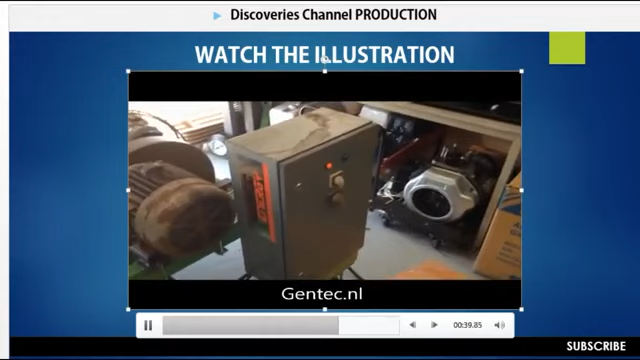 Discoveries Channel PRODUCTION
WATCH THE ILLUSTRATION
Gentec.nl
00:39.85
SUBSCRIBE